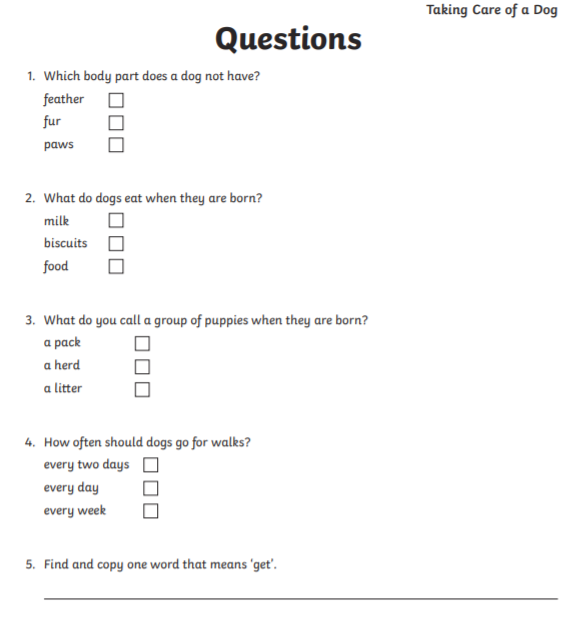 Taking Care of a Dog
Questions
1. Which body part does a dog not have?
feather
fur
paws
2. What do dogs eat when they are born?
milk
biscuits
food
3. What do you call a group of puppies when they are born?
a pack
a herd
a litter
4. How often should dogs go for walks?
every two days
every day
every week
5. Find and copy one word that means ‘get’.